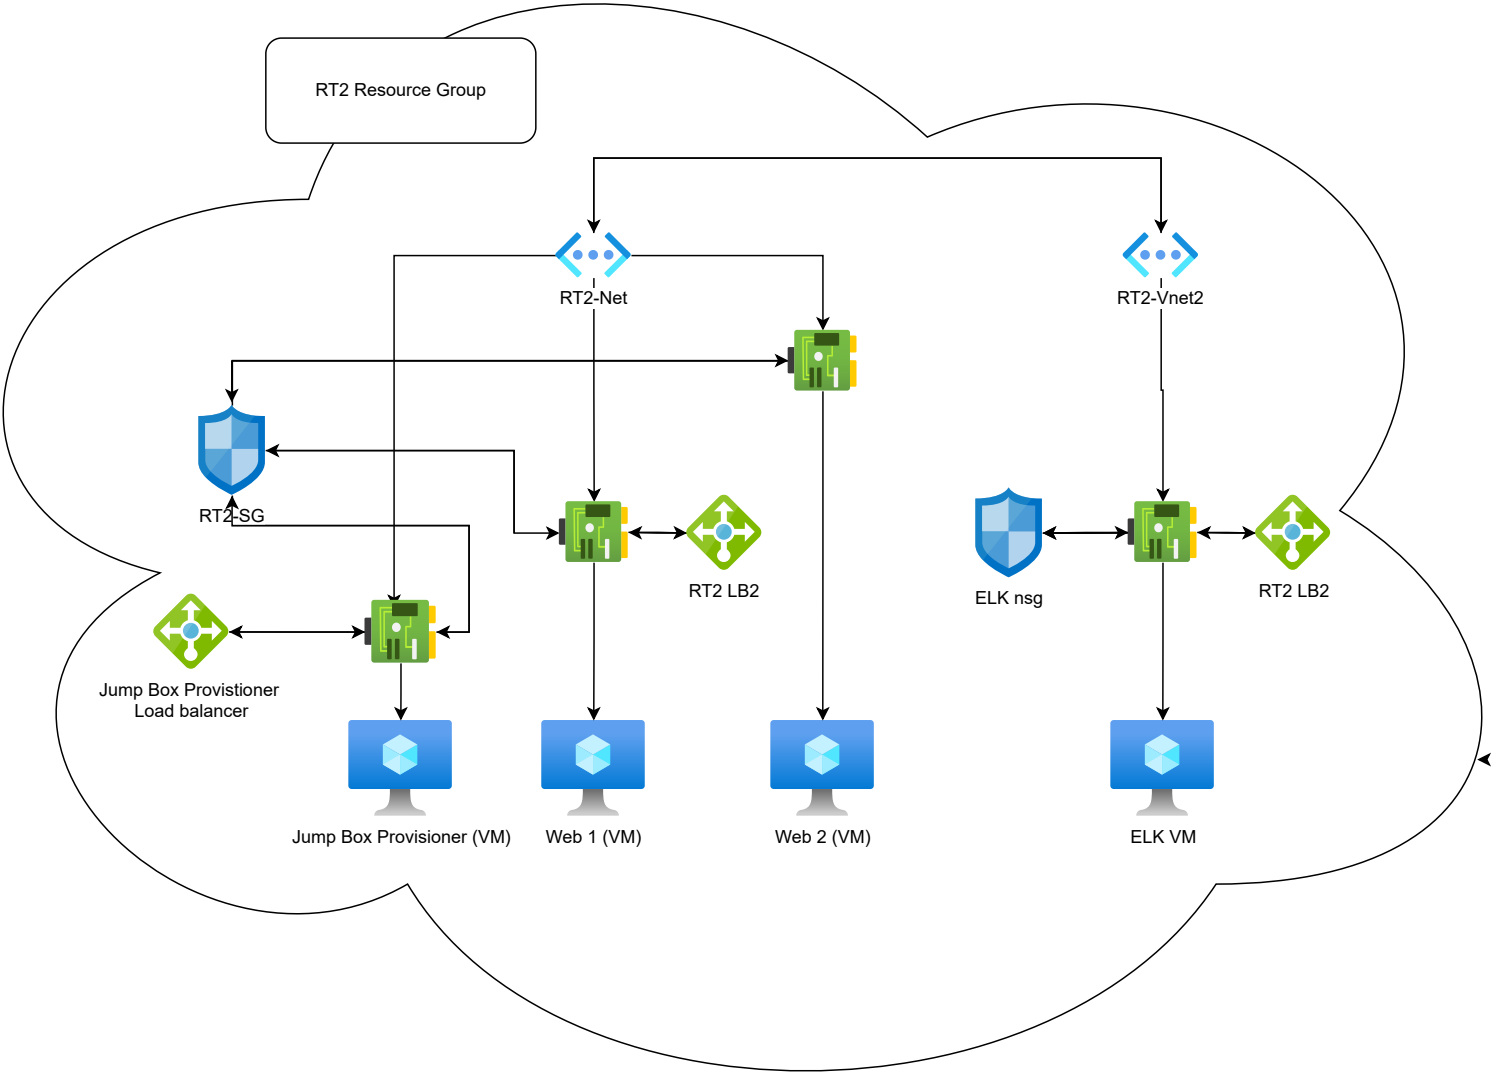 RT2 Resource Group
RT2-Net
RT2-Vnet2
RT2-SG
RT2 LB2
ELK nsg
RT2 LB2
Jump Box Provistioner
Load balancer
Jump Box Provisioner (VM)
Web 1 (VM)
Web 2 (VM)
ELK VM